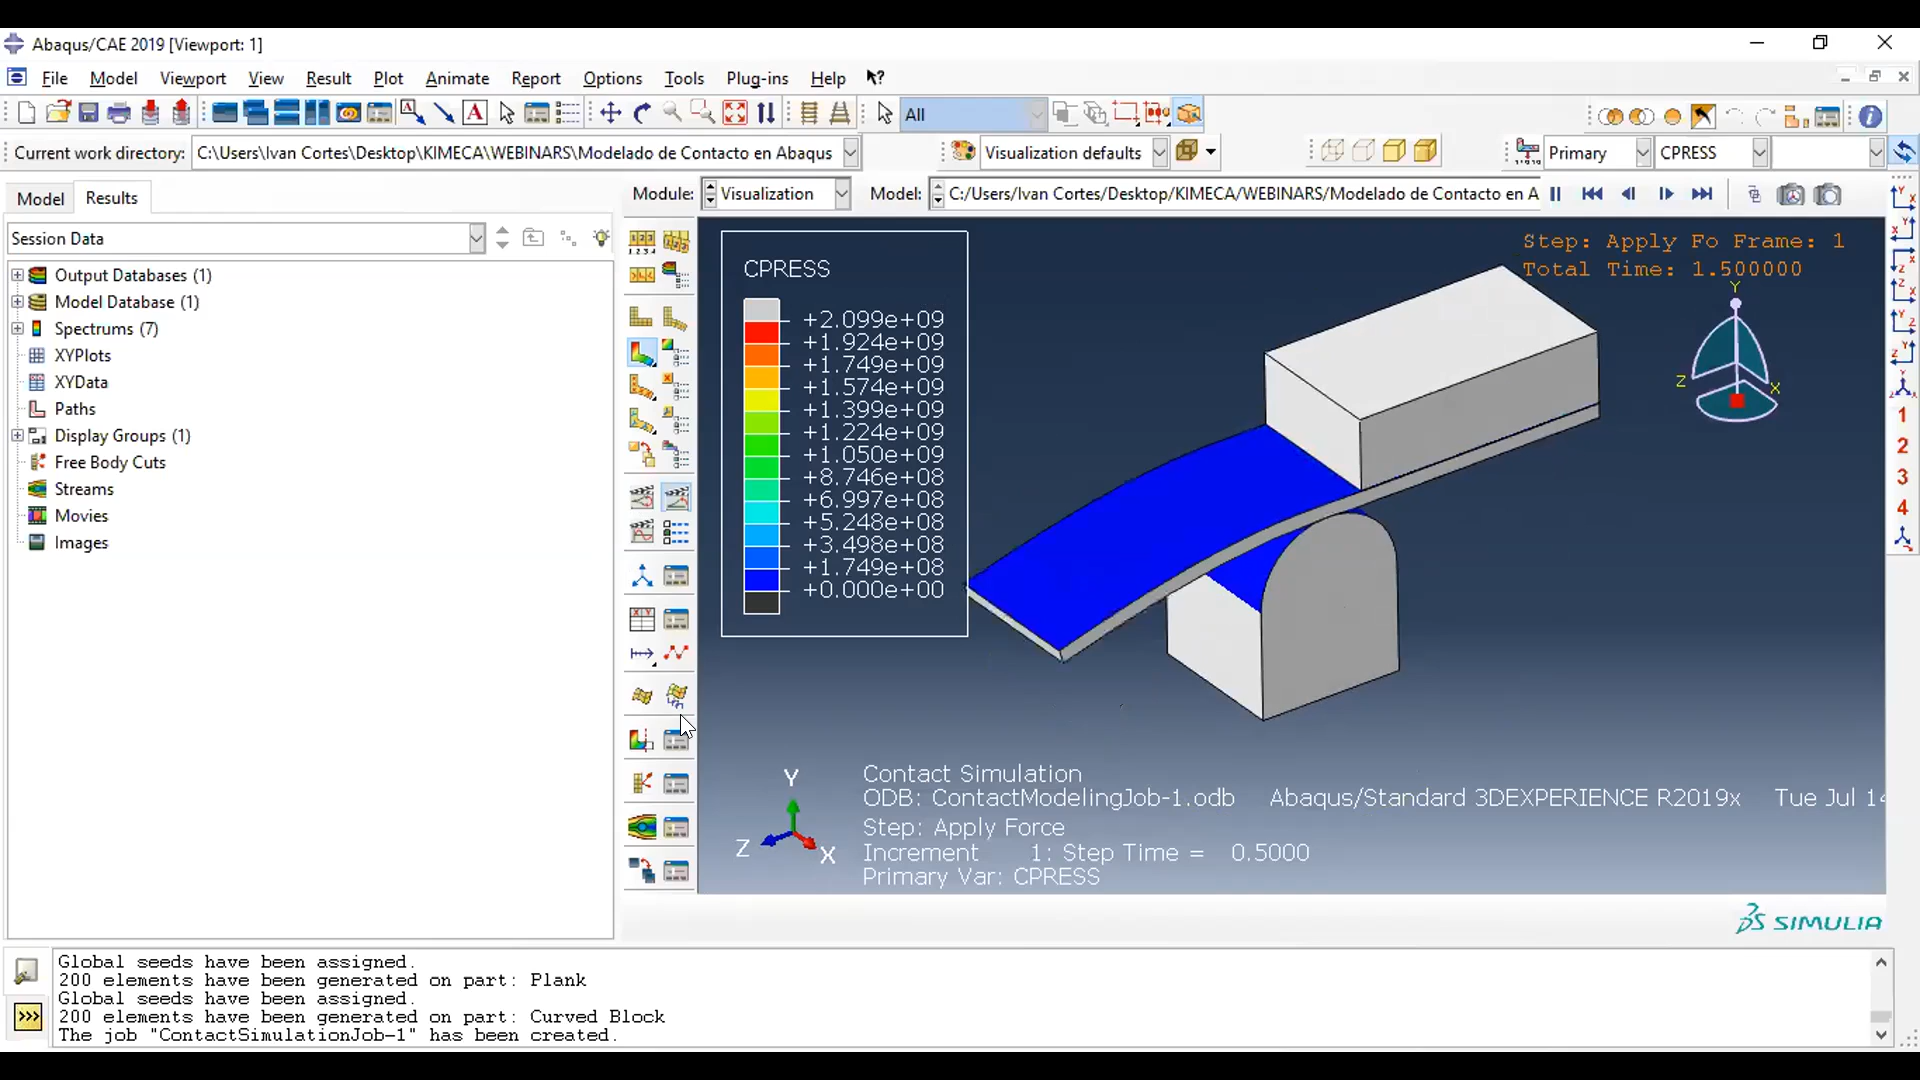 Abaqus/CAE 2019 [Viewport: 1]
File Model Viewport View Result Plot Animate Report Options Tools Plug-ins Help
All
Current work directory: C:\Users\Ivan Cortes\Desktop\KIMECA\WEBINARS\Modelado de Contacto en Abaqus
Visualization defaults
Primary CPRESS
Model Results
Module: Visualization Model: C:/Users/Ivan Cortes/Desktop/KIMECA/WEBINARS/Modelado de Contacto en A
Session Data
Output Databases (1)
Model Database (1)
Spectrums (7)
XYPlots
XYData
Paths
Display Groups (1)
Free Body Cuts
Streams
Movies
Images
CPRESS
+2.099e+09
+1.924e+09
+1.749e+09
+1.574e+09
+1.399e+09
+1.224e+09
+1.050e+09
+8.746e+08
+6.997e+08
+5.248e+08
+3.498e+08
+1.749e+08
+0.000e+00
Step: Apply Fo Frame: 1
Total Time: 1.500000
Y
Z
X
1
2
3
4
Y
Z
X
Contact Simulation
ODB: ContactModelingJob-1.odb Abaqus/Standard 3DEXPERIENCE R2019x Tue Jul 14
Step: Apply Force
Increment 1: Step Time = 0.5000
Primary Var: CPRESS
SIMULIA
Global seeds have been assigned.
200 elements have been generated on part: Plank
Global seeds have been assigned.
200 elements have been generated on part: Curved Block
The job "ContactSimulationJob-1" has been created.